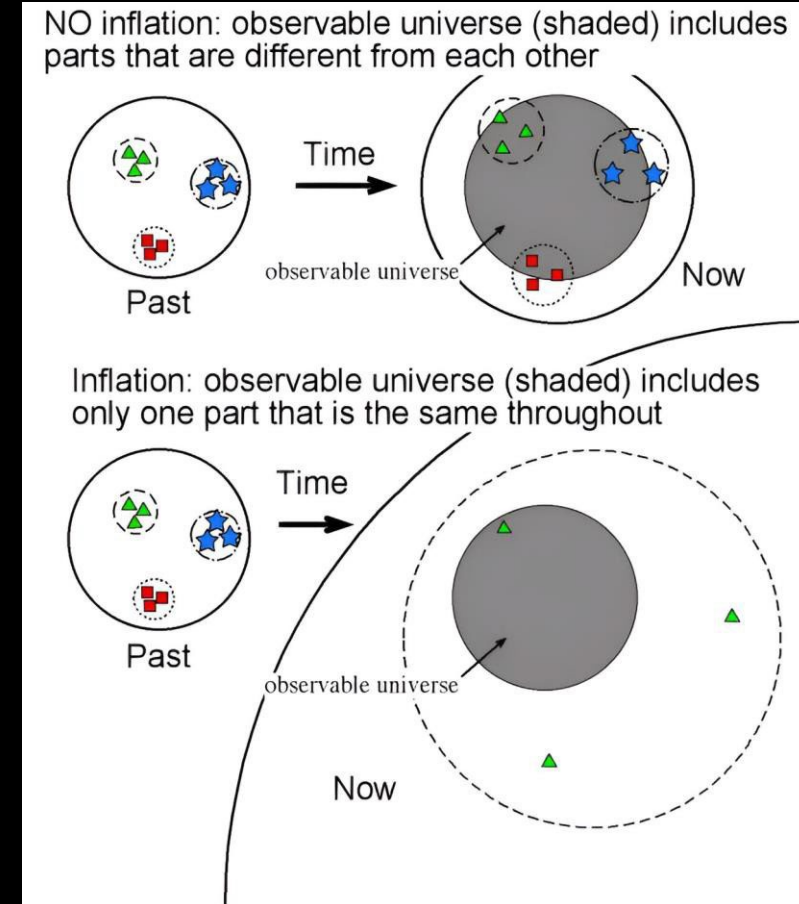 NO inflation: observable universe (shaded) includes
parts that are different from each other
Time
observable universe
Past
Now
Inflation: observable universe (shaded) includes
only one part that is the same throughout
Time
Past
observable universe
Now